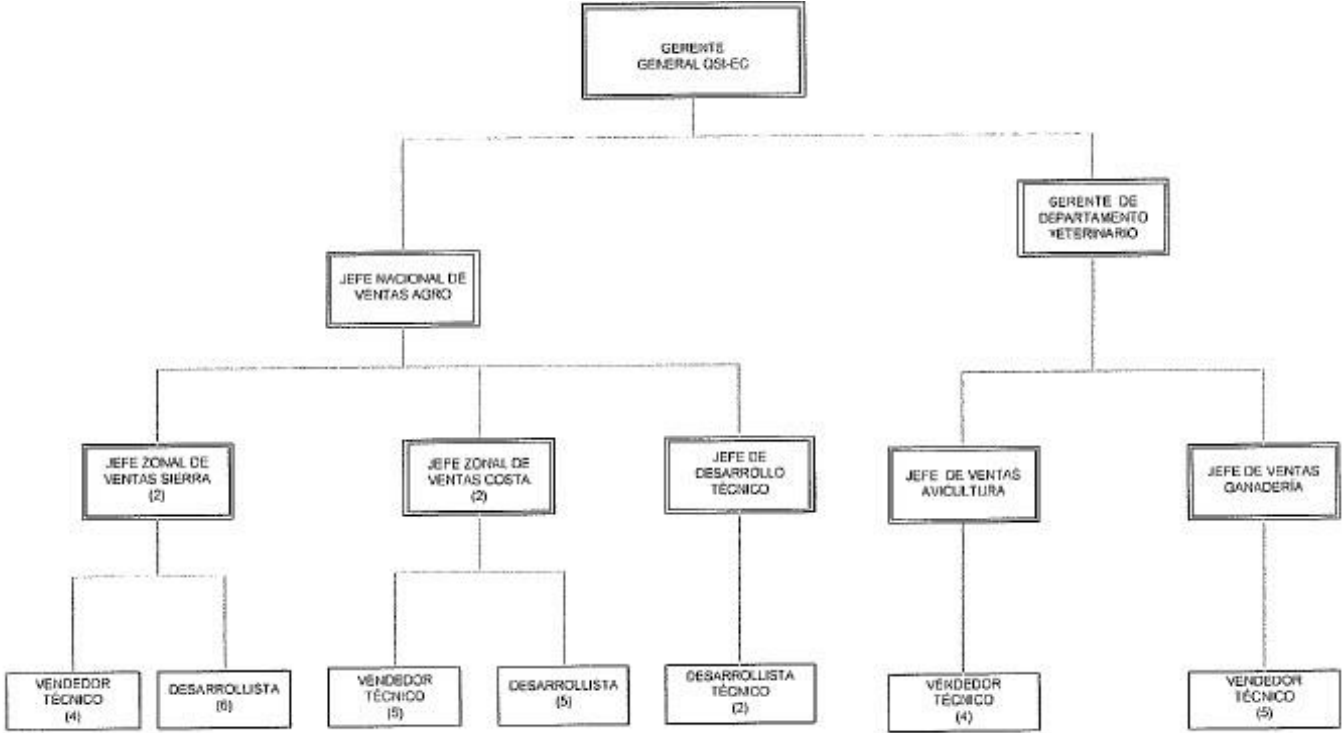 GERENTE
GENERAL QSI-EC
GERENTE DE
DEPARTAMENTO
VETERINARIO
JEFE NACIONAL DE
VENTAS AGRO
JEFE ZONAL DE
VENTAS SIERRA
(2)
JEFE ZONAL DE
VENTAS COSTA
(2)
JEFE DE
DESARROLLO
TÉCNICO
JEFE DE VENTAS
AVICULTURA
JEFE DE VENTAS
GANADERÍA
VENDEDOR
TÉCNICO
(4)
DESARROLLISTA
(6)
VENDEDOR
TÉCNICO
(5)
DESARROLLISTA
(5)
DESARROLLISTA
TÉCNICO
(2)
VENDEDOR
TÉCNICO
(4)
VENDEDOR
TÉCNICO
(5)